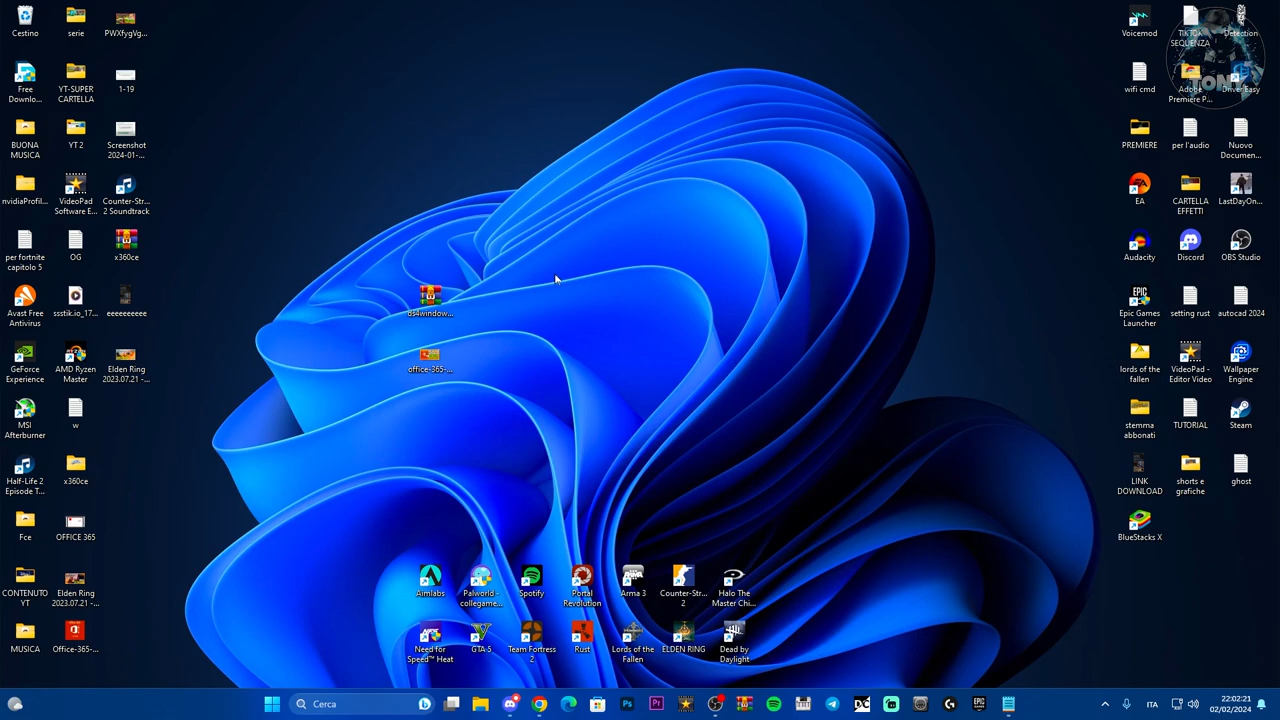 Cestino
serie
PWXfygVg...
Free
Downlo...
YT-SUPER
CARTELLA
1-19
BUONA
MUSICA
YT 2
Screenshot
2024-01-...
nvidiaProfil...
VideoPad
Software E...
Counter-Str...
2 Soundtrack
per fortnite
capitolo 5
OG
x360ce
Avast Free
Antivirus
ssstik.io_17...
eeeeeeeee
GeForce
Experience
AMD Ryzen
Master
Elden Ring
2023.07.21 -...
MSI
Afterburner
w
Half-Life 2
Episode T...
x360ce
Fce
OFFICE 365
CONTENUTO
YT
Elden Ring
2023.07.21 -...
MUSICA
Office-365-...
ds4window...
office-365-...
Aimlabs
Palworld -
collegame...
Spotify
Portal
Revolution
Arma 3
Counter-Str...
2
Halo The
Master Chi...
Need for
Speed™ Heat
GTA 5
Team Fortress
2
Rust
Lords of the
Fallen
ELDEN RING
Dead by
Daylight
Voicemod
TIKTOK
SEQUENZA
Detection
wifi cmd
Adobe
Premiere P...
Driver Easy
TONY
PREMIERE
per l'audio
Nuovo
Documen...
EA
CARTELLA
EFFETTI
LastDayOn...
Audacity
Discord
OBS Studio
Epic Games
Launcher
setting rust
autocad 2024
lords of the
fallen
VideoPad -
Editor Video
Wallpaper
Engine
stemma
abbonati
TUTORIAL
Steam
LINK
DOWNLOAD
shorts e
grafiche
ghost
BlueStacks X
Cerca
ITA
22:02:21
02/02/2024